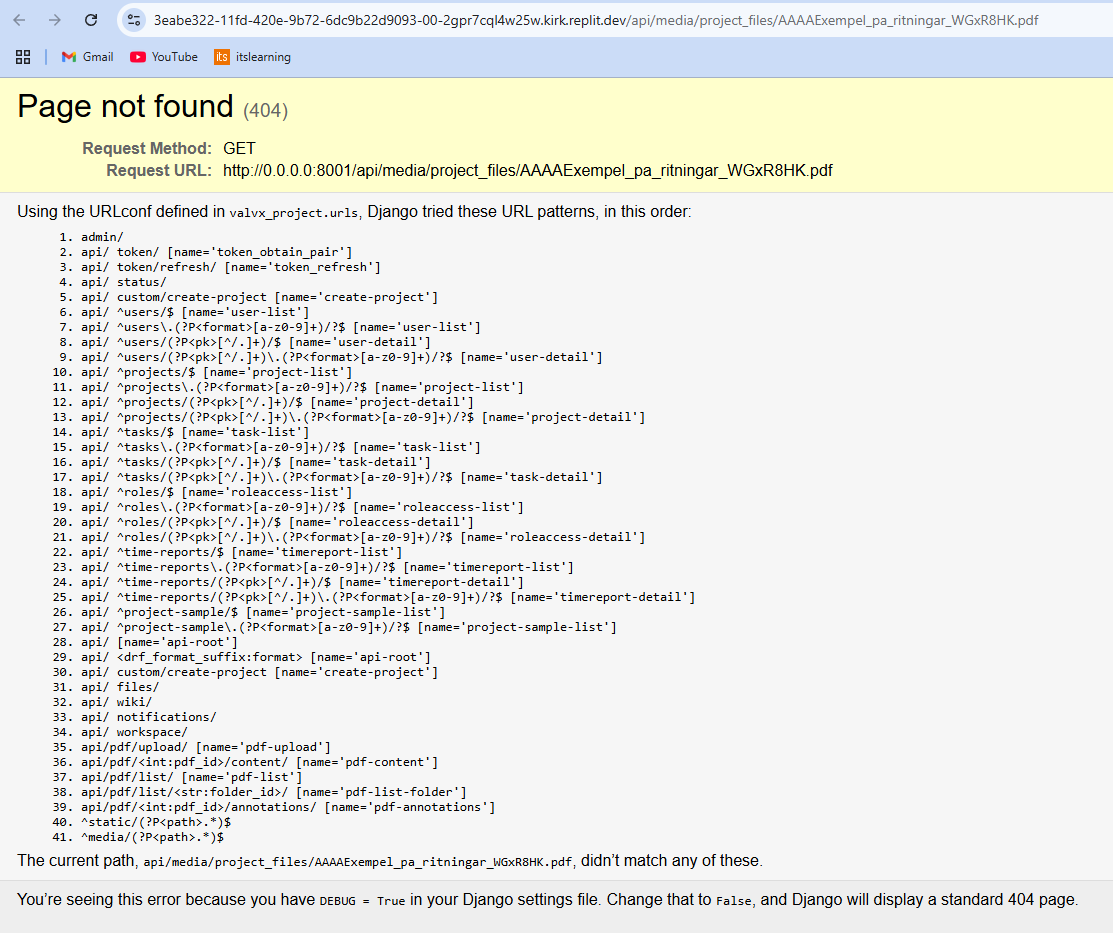 3eabe322-11fd-420e-9b72-6dc9b22d9093-00-2gpr7cql4w25w.kirk.replit.dev/api/media/project_files/AAAAExempel_pa_ritningar_WGxR8HK.pdf
Gmail YouTube its itslearning
Page not found (404)
Request Method: GET
Request URL: http://0.0.0.0:8001/api/media/project_files/AAAAExempel_pa_ritningar_WGxR8HK.pdf
Using the URLconf defined in valvx_project.urls, Django tried these URL patterns, in this order:
1. admin/
2. api/ token/ [name='token_obtain_pair']
3. api/ token/refresh/ [name='token_refresh']
4. api/ status/
5. api/ custom/create-project [name='create-project']
6. api/ ^users/$ [name='user-list']
7. api/ ^users\.(?P<format>[a-z0-9]+)/?$ [name='user-list']
8. api/ ^users/(?P<pk>[^/.]+)/$ [name='user-detail']
9. api/ ^users/(?P<pk>[^/.]+)\.(?P<format>[a-z0-9]+)/?$ [name='user-detail']
10. api/ ^projects/$ [name='project-list']
11. api/ ^projects\.(?P<format>[a-z0-9]+)/?$ [name='project-list']
12. api/ ^projects/(?P<pk>[^/.]+)/$ [name='project-detail']
13. api/ ^projects/(?P<pk>[^/.]+)\.(?P<format>[a-z0-9]+)/?$ [name='project-detail']
14. api/ ^tasks/$ [name='task-list']
15. api/ ^tasks\.(?P<format>[a-z0-9]+)/?$ [name='task-list']
16. api/ ^tasks/(?P<pk>[^/.]+)/$ [name='task-detail']
17. api/ ^tasks/(?P<pk>[^/.]+)\.(?P<format>[a-z0-9]+)/?$ [name='task-detail']
18. api/ ^roles/$ [name='roleaccess-list']
19. api/ ^roles\.(?P<format>[a-z0-9]+)/?$ [name='roleaccess-list']
20. api/ ^roles/(?P<pk>[^/.]+)/$ [name='roleaccess-detail']
21. api/ ^roles/(?P<pk>[^/.]+)\.(?P<format>[a-z0-9]+)/?$ [name='roleaccess-detail']
22. api/ ^time-reports/$ [name='timereport-list']
23. api/ ^time-reports\.(?P<format>[a-z0-9]+)/?$ [name='timereport-list']
24. api/ ^time-reports/(?P<pk>[^/.]+)/$ [name='timereport-detail']
25. api/ ^time-reports/(?P<pk>[^/.]+)\.(?P<format>[a-z0-9]+)/?$ [name='timereport-detail']
26. api/ ^project-sample/$ [name='project-sample-list']
27. api/ ^project-sample\.(?P<format>[a-z0-9]+)/?$ [name='project-sample-list']
28. api/ [name='api-root']
29. api/ <drf_format_suffix:format> [name='api-root']
30. api/ custom/create-project [name='create-project']
31. api/ files/
32. api/ wiki/
33. api/ notifications/
34. api/ workspace/
35. api/pdf/upload/ [name='pdf-upload']
36. api/pdf/<int:pdf_id>/content/ [name='pdf-content']
37. api/pdf/list/ [name='pdf-list']
38. api/pdf/list/<str:folder_id>/ [name='pdf-list-folder']
39. api/pdf/<int:pdf_id>/annotations/ [name='pdf-annotations']
40. ^static/(?P<path>.*)$
41. ^media/(?P<path>.*)$
The current path, api/media/project_files/AAAAExempel_pa_ritningar_WGxR8HK.pdf, didn’t match any of these.
You’re seeing this error because you have DEBUG = True in your Django settings file. Change that to False, and Django will display a standard 404 page.